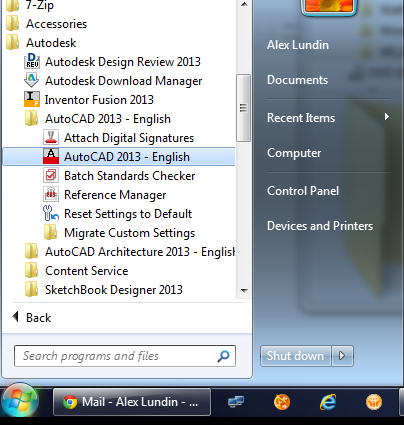 7-Zip
Accessories
Autodesk
Autodesk Design Review 2013
Autodesk Download Manager
Inventor Fusion 2013
AutoCAD 2013 - English
Attach Digital Signatures
AutoCAD 2013 - English
Batch Standards Checker
Reference Manager
Reset Settings to Default
Migrate Custom Settings
AutoCAD Architecture 2013 - English
Content Service
SketchBook Designer 2013
Back
Search programs and files
Alex Lundin
Documents
Recent Items
Computer
Control Panel
Devices and Printers
Shut down
Mail - Alex Lundin - ...